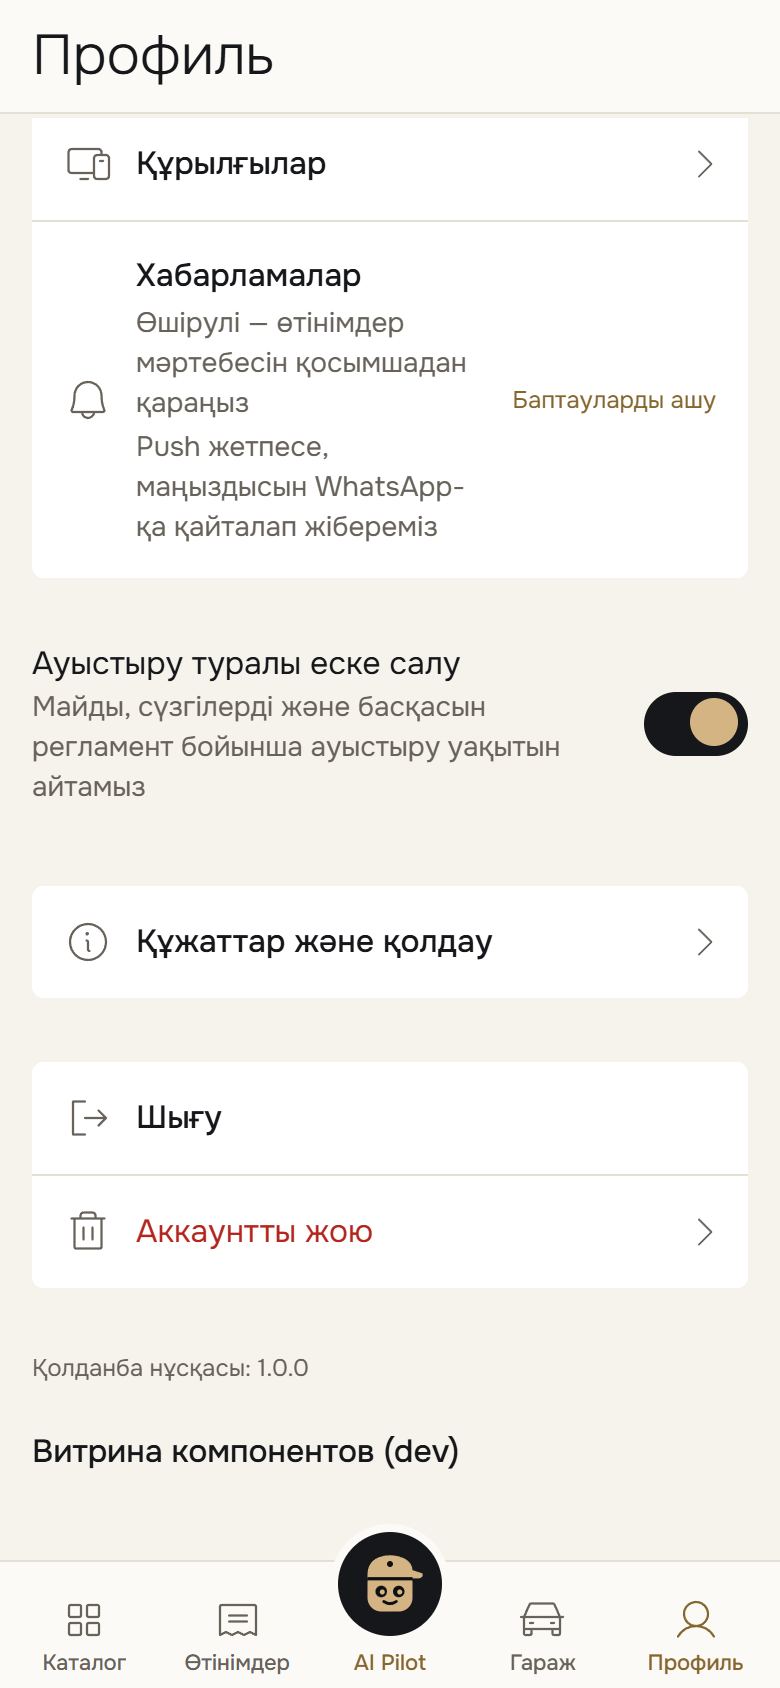 Профиль
Құрылғылар
Хабарламалар
Өшірулі — өтінімдер
мәртебесін қосымшадан
қараңыз
Баптауларды ашу
Push жетпесе,
маңыздысын WhatsApp-
қа қайталап жібереміз
Ауыстыру туралы еске салу
Майды, сүзгілерді және басқасын
регламент бойынша ауыстыру уақытын
айтамыз
Құжаттар және қолдау
Шығу
Аккаунтты жою
Қолданба нұсқасы: 1.0.0
Витрина компонентов (dev)
Каталог
Өтінімдер
AI Pilot
Гараж
Профиль